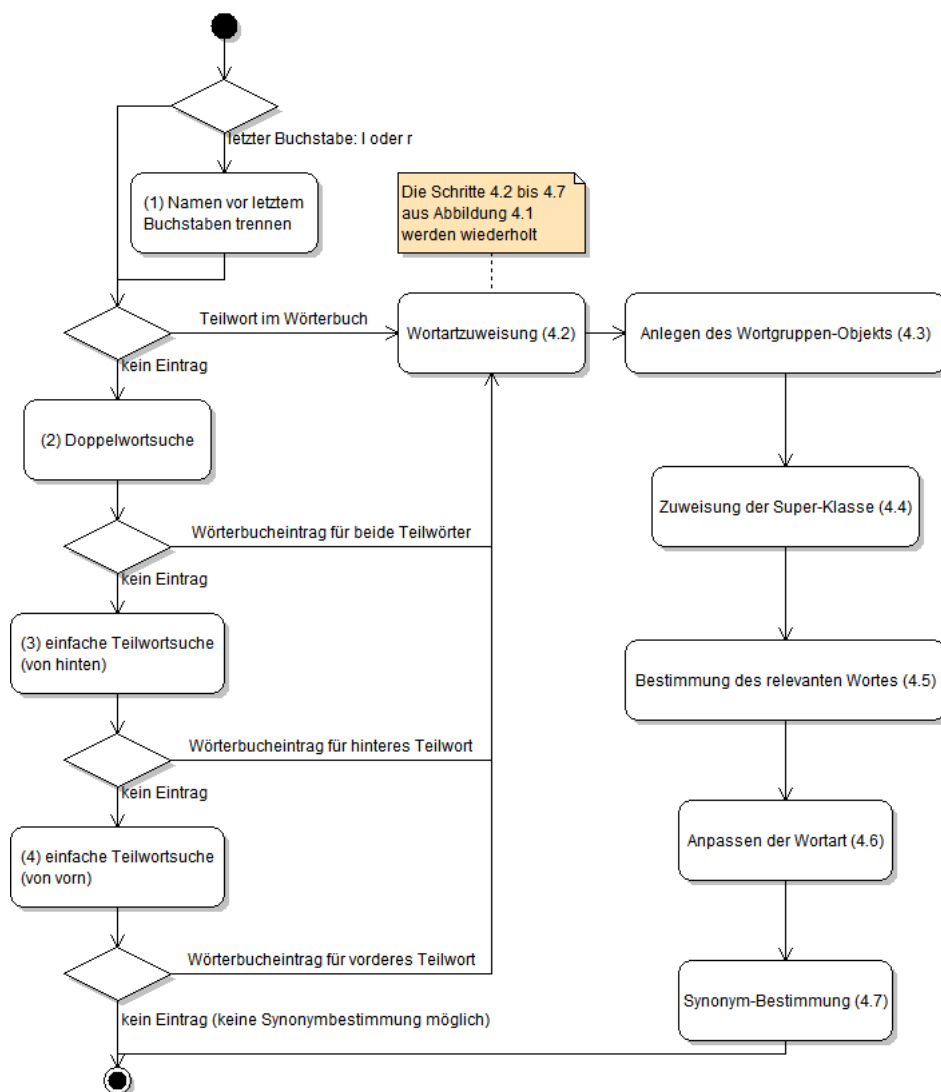 letzter Buchstabe: l oder r
(1) Namen vor letztem
Buchstaben trennen
Die Schritte 4.2 bis 4.7
aus Abbildung 4.1
werden wiederholt
Teilwort im Wörterbuch
Wortartzuweisung (4.2)
Anlegen des Wortgruppen-Objekts (4.3)
kein Eintrag
(2) Doppelwortsuche
Zuweisung der Super-Klasse (4.4)
Wörterbucheintrag für beide Teilwörter
kein Eintrag
(3) einfache Teilwortsuche
(von hinten)
Bestimmung des relevanten Wortes (4.5)
Wörterbucheintrag für hinteres Teilwort
kein Eintrag
(4) einfache Teilwortsuche
(von vorn)
Anpassen der Wortart (4.6)
Wörterbucheintrag für vorderes Teilwort
kein Eintrag (keine Synonymbestimmung möglich)
Synonym-Bestimmung (4.7)